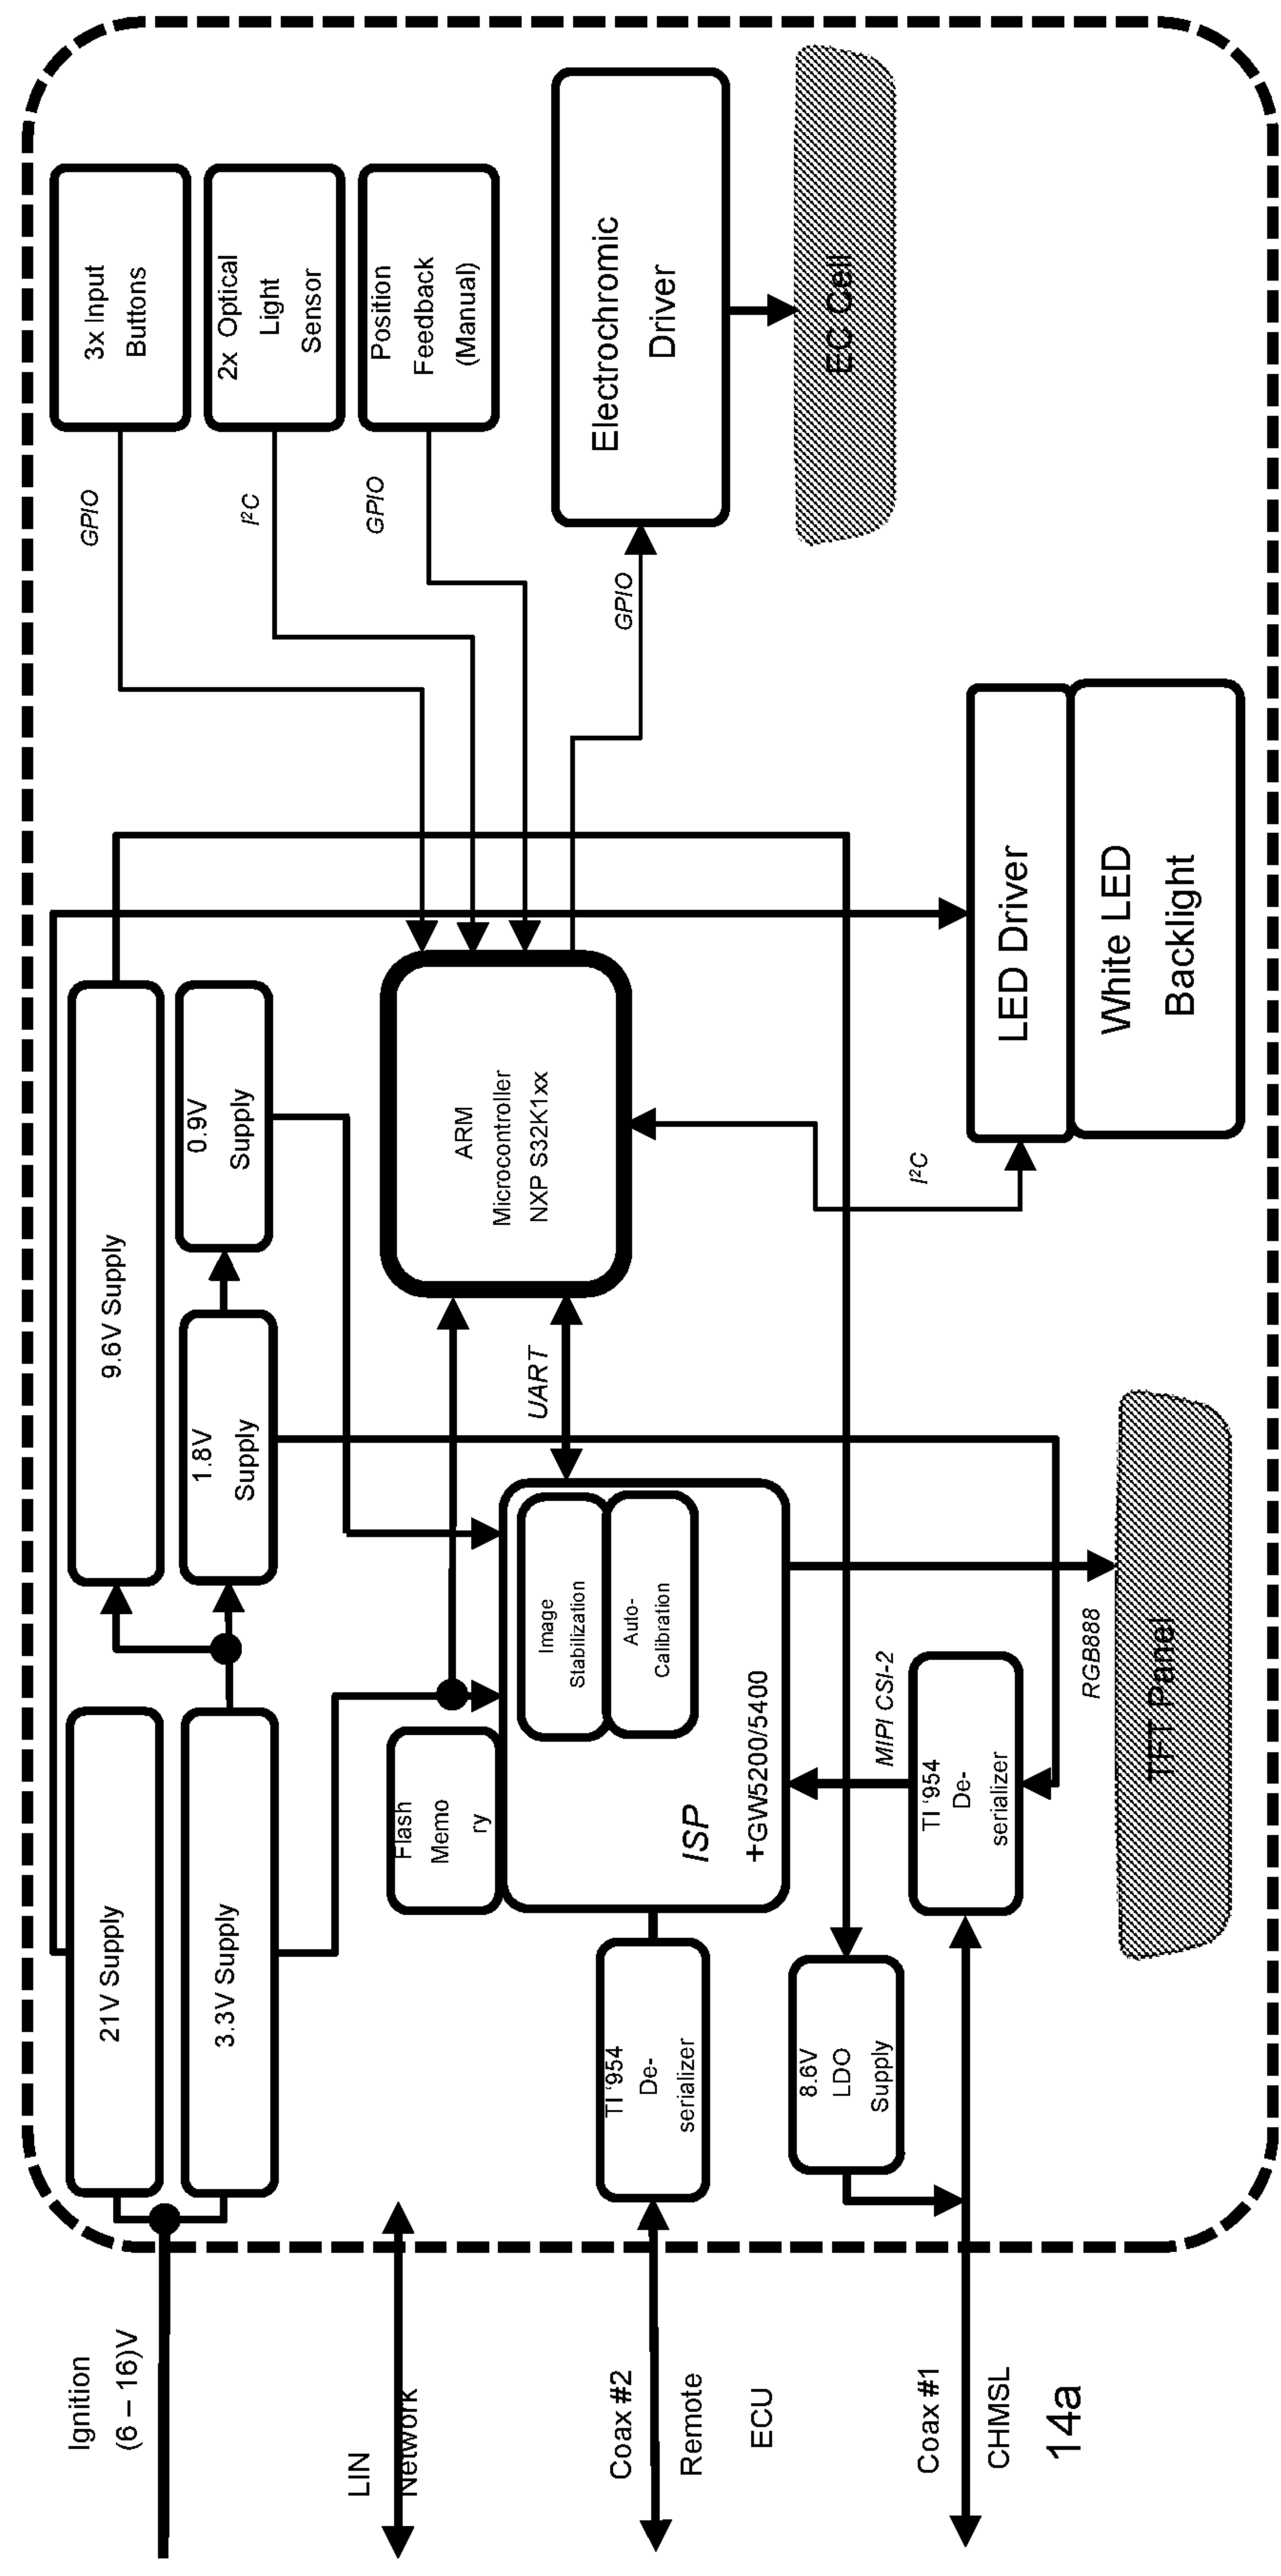 Ignition
(6 – 16)V
LIN
Network
Coax #2
Remote
ECU
Coax #1
CHMSL
14a
21V Supply
3.3V Supply
9.6V Supply
1.8V
Supply
0.9V
Supply
Flash
Memo
ry
Image
Stabilization
Auto-
Calibration
ISP
+GW5200/5400
TI '954
De-
serializer
8.6V
LDO
Supply
TI '954
De-
serializer
MIPI CSI-2
RGB888
TFT Panel
UART
ARM
Microcontroller
NXP S32K1xx
I²C
LED Driver
White LED
Backlight
GPIO
I²C
GPIO
GPIO
3x Input
Buttons
2x Optical
Light
Sensor
Position
Feedback
(Manual)
Electrochromic
Driver
EC Cell